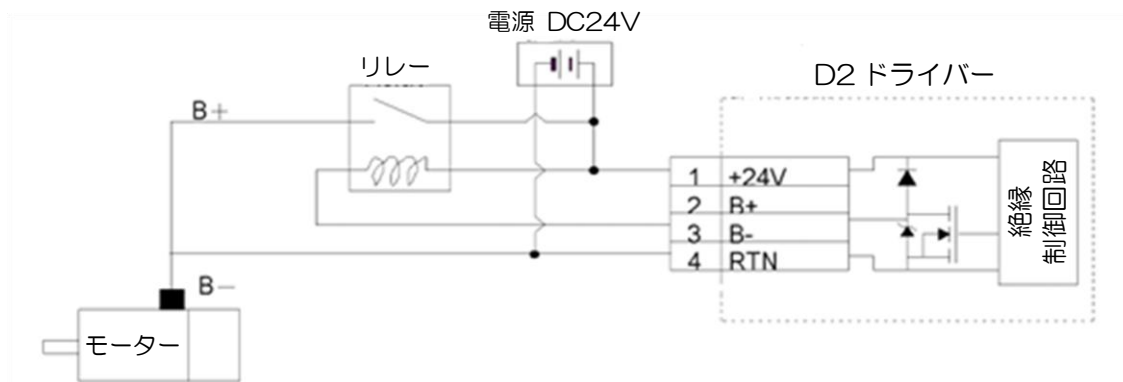 電源 DC24V
リレー
D2 ドライバー
B+
1 +24V
2 B+
3 B-
4 RTN
絶縁
制御回路
B-
モーター